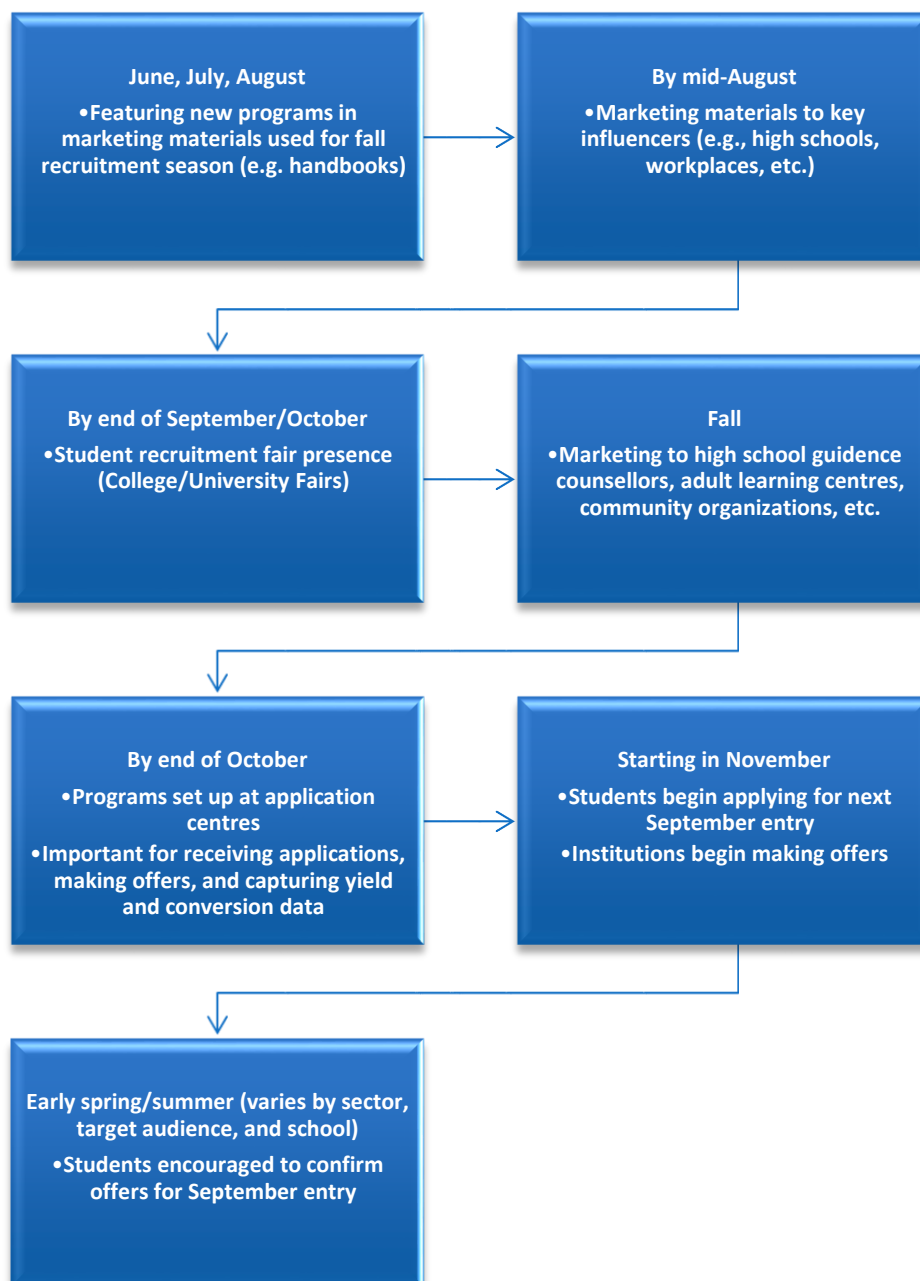 June, July, August
•Featuring new programs in
marketing materials used for fall
recruitment season (e.g. handbooks)
By mid-August
•Marketing materials to key
influencers (e.g., high schools,
workplaces, etc.)
By end of September/October
•Student recruitment fair presence
(College/University Fairs)
Fall
•Marketing to high school guidance
counsellors, adult learning centres,
community organizations, etc.
By end of October
•Programs set up at application
centres
•Important for receiving applications,
making offers, and capturing yield
and conversion data
Starting in November
•Students begin applying for next
September entry
•Institutions begin making offers
Early spring/summer (varies by sector,
target audience, and school)
•Students encouraged to confirm
offers for September entry